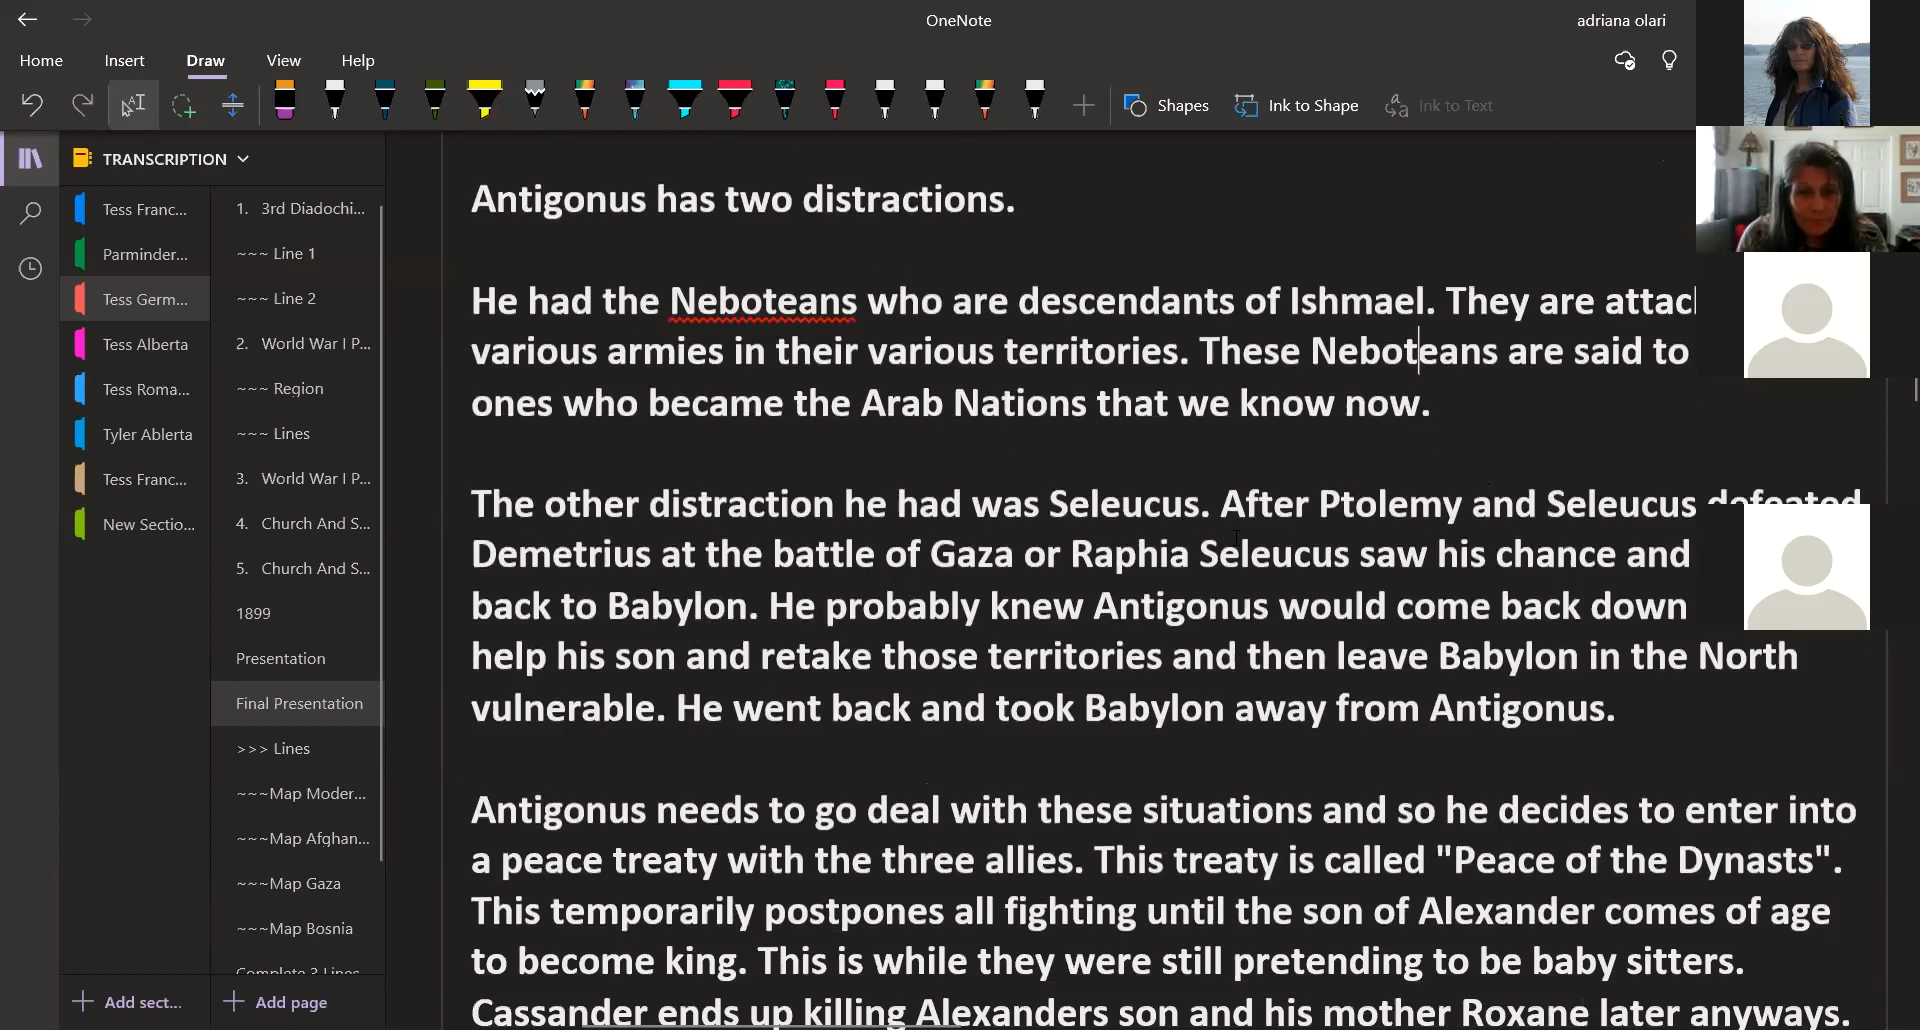 OneNote
adriana olari
Home Insert Draw View Help
Shapes Ink to Shape Ink to Text
TRANSCRIPTION
Tess Franc...
Parminder...
Tess Germ...
Tess Alberta
Tess Roma...
Tyler Ablerta
Tess Franc...
New Sectio...
Add sect...
1. 3rd Diadochi...
~~~ Line 1
~~~ Line 2
2. World War I P...
~~~ Region
~~~ Lines
3. World War I P...
4. Church And S...
5. Church And S...
1899
Presentation
Final Presentation
>>> Lines
~~~Map Moder...
~~~Map Afghan...
~~~Map Gaza
~~~Map Bosnia
Complete 3 Lines
Add page
Antigonus has two distractions.
He had the Neboteans who are descendants of Ishmael. They are
various armies in their various territories. These Neboteans are said to
ones who became the Arab Nations that we know now.
The other distraction he had was Seleucus. After Ptolemy and Seleucus defeated
Demetrius at the battle of Gaza or Raphia Seleucus saw his chance and
back to Babylon. He probably knew Antigonus would come back down
help his son and retake those territories and then leave Babylon in the North
vulnerable. He went back and took Babylon away from Antigonus.
Antigonus needs to go deal with these situations and so he decides to enter into
a peace treaty with the three allies. This treaty is called "Peace of the Dynasts".
This temporarily postpones all fighting until the son of Alexander comes of age
to become king. This is while they were still pretending to be baby sitters.
Cassander ends up killing Alexanders son and his mother Roxane later anyways.